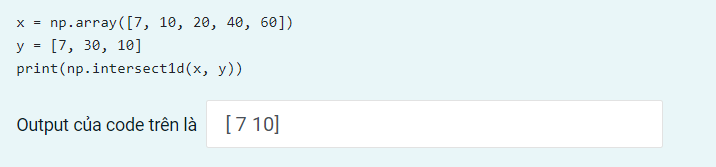 x = np.array([7, 10, 20, 40, 60])
y = [7, 30, 10]
print(np.intersect1d(x, y))
Output của code trên là [ 7 10]